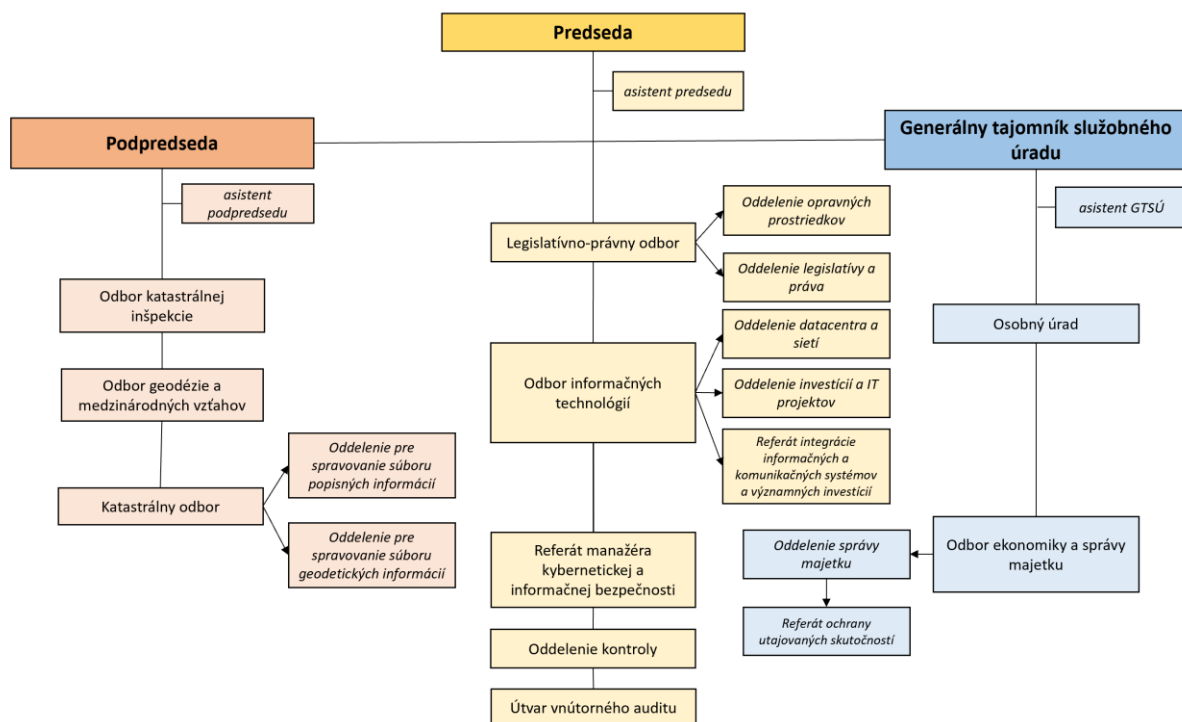 Predseda
asistent predsedu
Podpredseda
asistent
podpredsedu
Odbor katastrálnej
inšpekcie
Odbor geodézie a
medzinárodných vzťahov
Katastrálny odbor
Oddelenie pre
spravovanie súboru
popisných informácií
Oddelenie pre
spravovanie súboru
geodetických informácií
Legislatívno-právny odbor
Oddelenie opravných
prostriedkov
Oddelenie legislatívy a
práva
Odbor informačných
technológií
Oddelenie datacentra a
sietí
Oddelenie investícií a IT
projektov
Referát integrácie
informačných a
komunikačných systémov
a významných investícií
Referát manažéra
kybernetickej a
informačnej bezpečnosti
Oddelenie kontroly
Útvar vnútorného auditu
Generálny tajomník služobného
úradu
asistent GTSÚ
Osobný úrad
Odbor ekonomiky a správy
majetku
Oddelenie správy
majetku
Referát ochrany
utajovaných skutočností